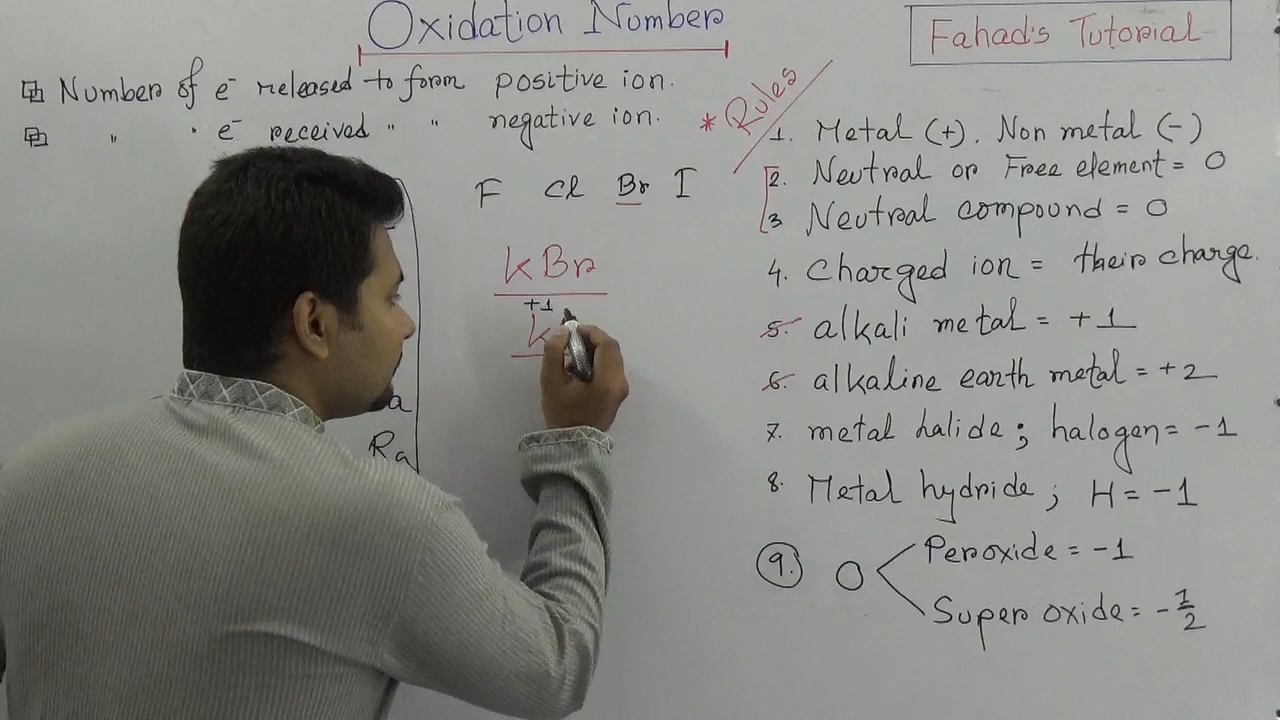 Oxidation Number
Fahad's Tutorial
Number of e⁻ released to form positive ion.
" " e⁻ received " " negative ion.
* Rules
1. Metal (+). Non metal (-)
2. Neutral or Free element = 0
3 Neutral compound = 0
4. Charged ion = their charge.
5. alkali metal = +1
6. alkaline earth metal = +2
7. metal halide; halogen = -1
8. Metal hydride; H = -1
9. O
Peroxide = -1
Super oxide = -1/2
F Cl Br I
kBr
+1
k
Ra